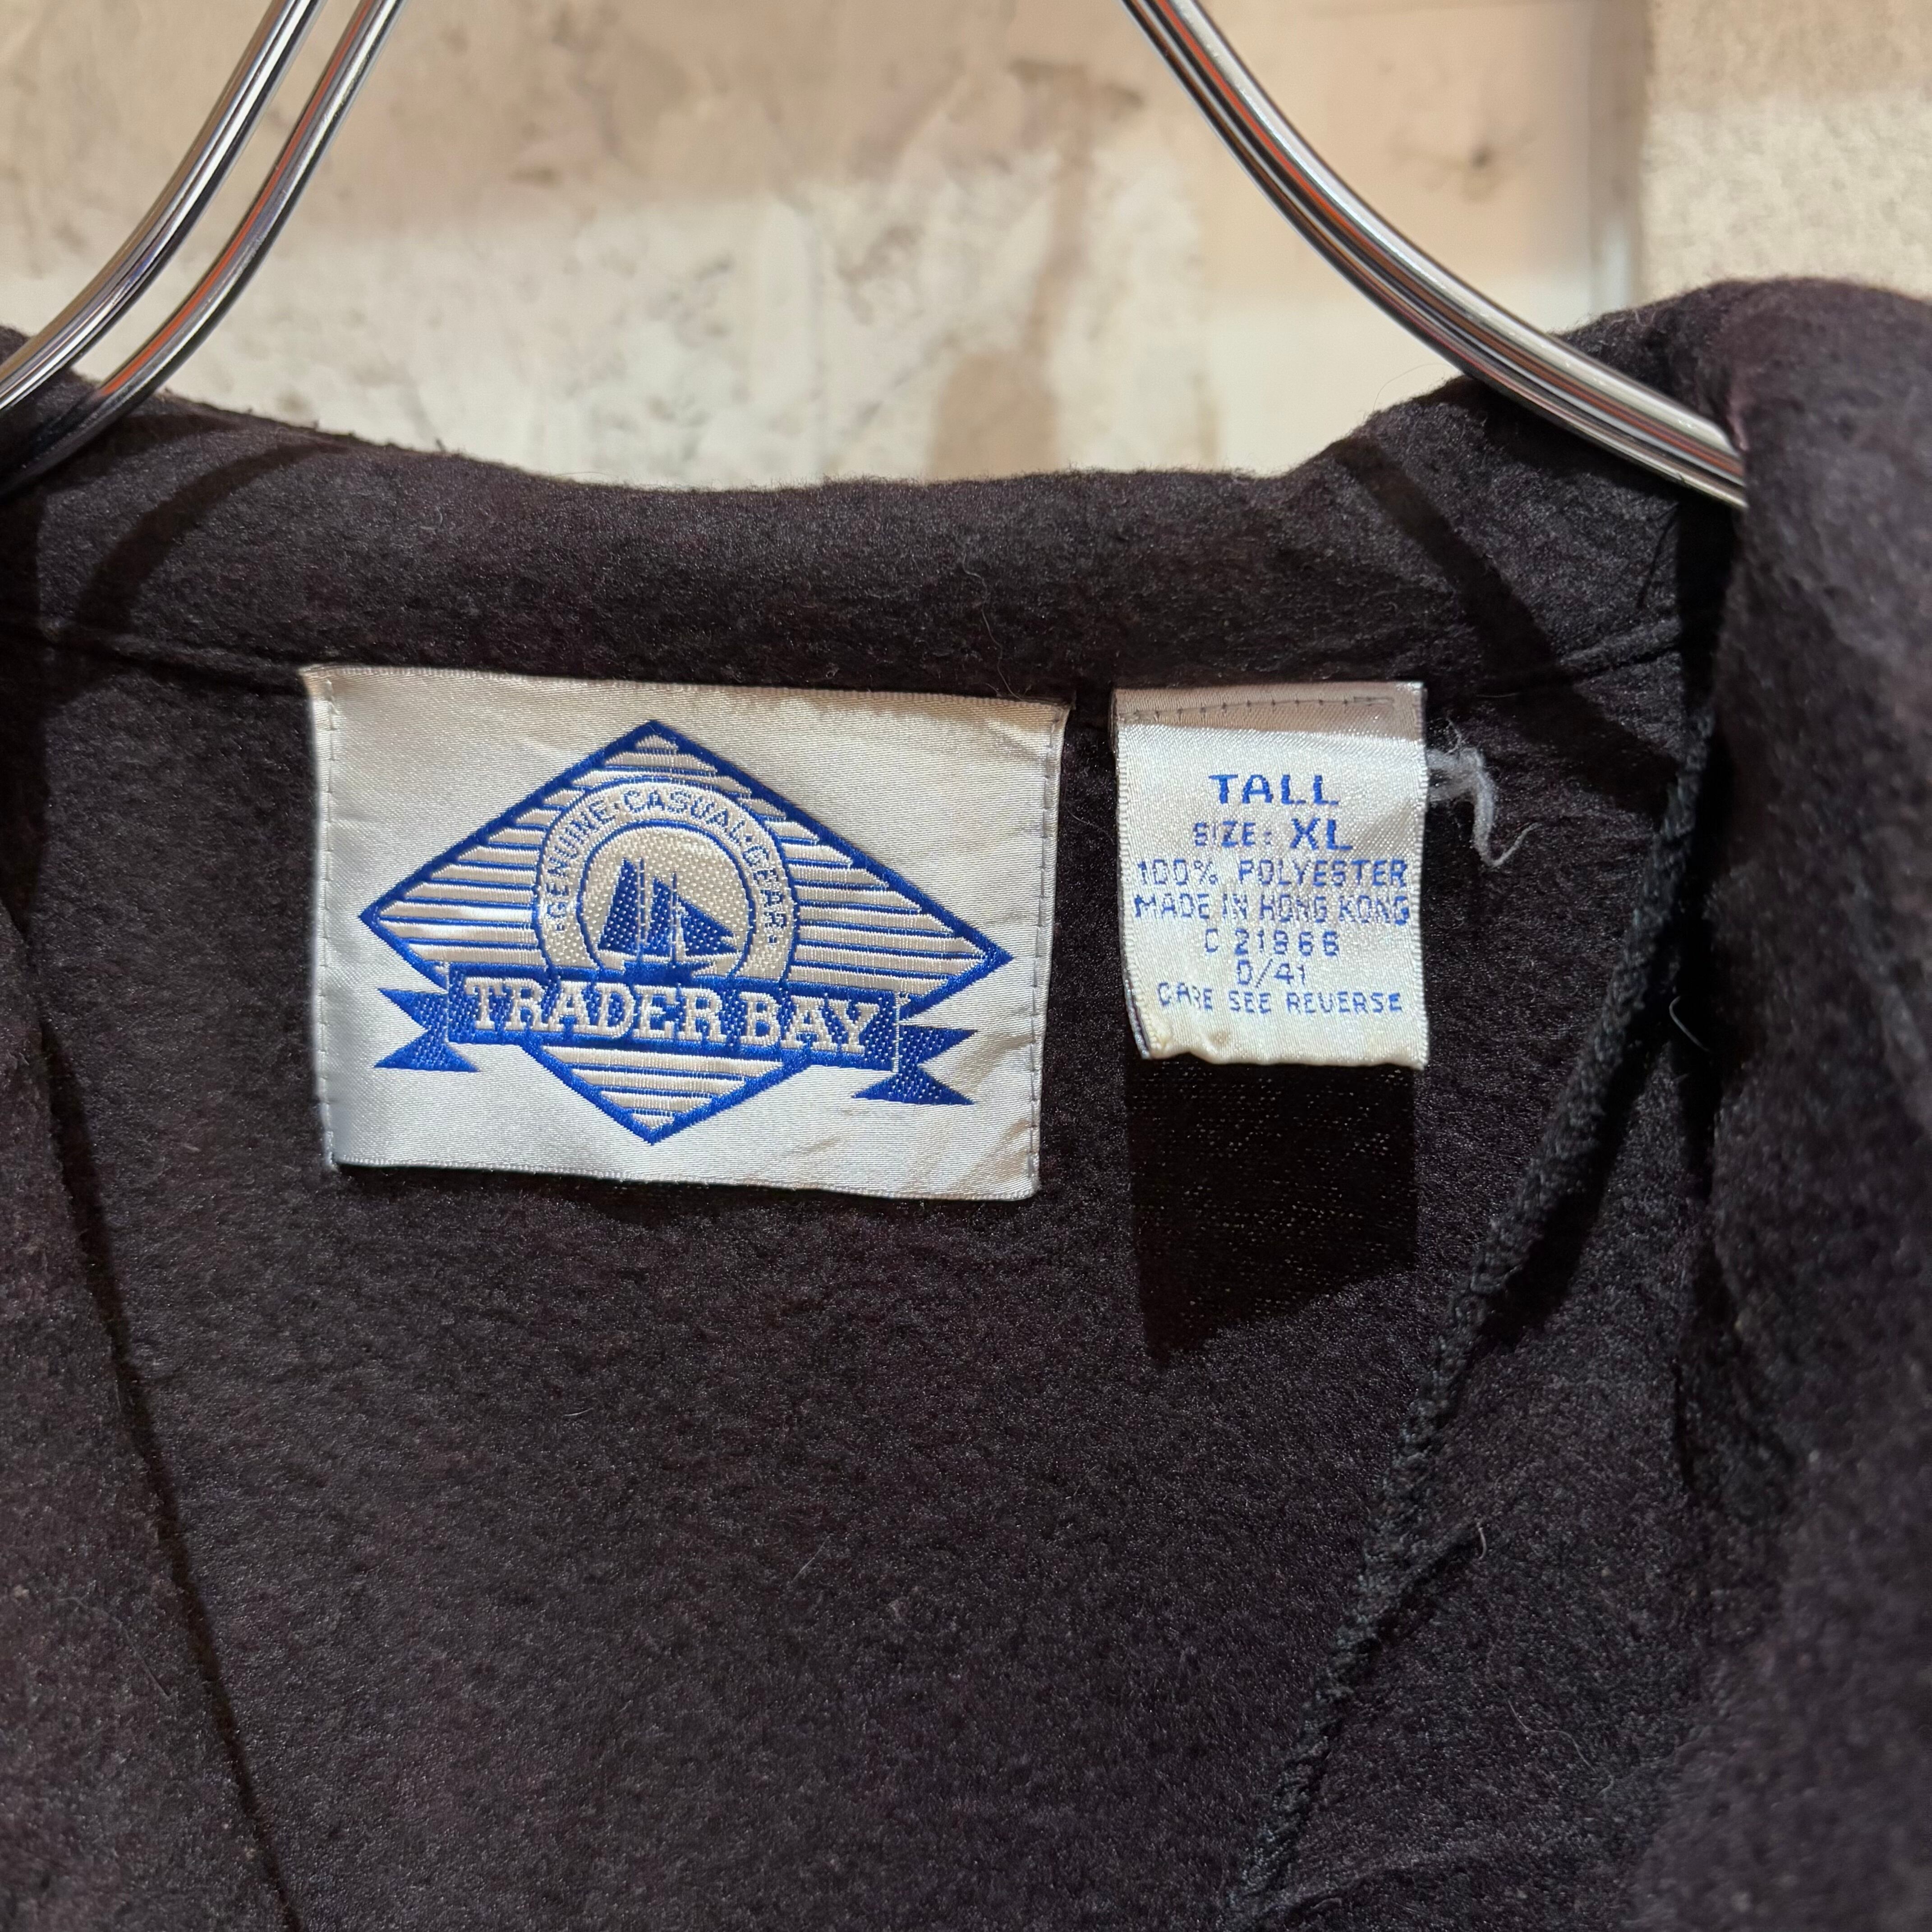 ·GENUINE·CASUAL·GEAR·
TRADER BAY
TALL
SIZE: XL
100% POLYESTER
MADE IN HONG KONG
C 21966
D/41
CARE SEE REVERSE